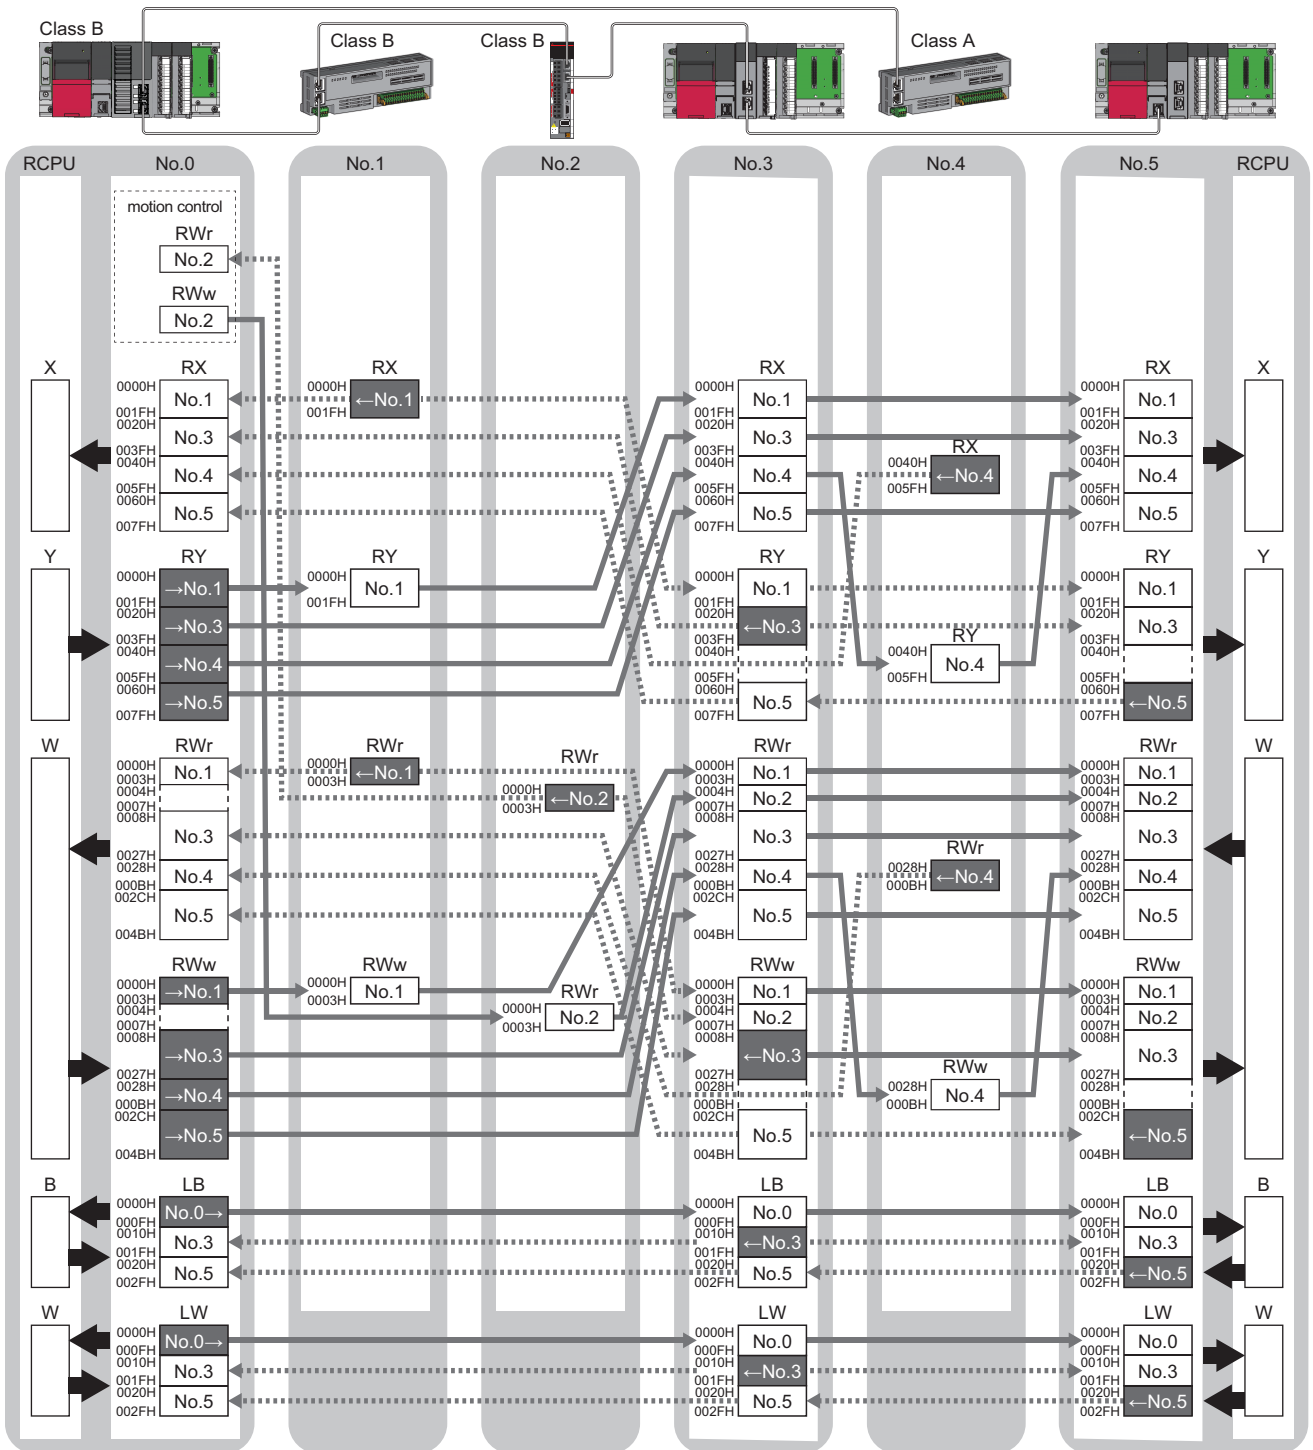 Class B
Class B
Class B
Class A
RCPU
No.0
No.1
No.2
No.3
No.4
No.5
RCPU
motion control
RWr
No.2
RWw
No.2
X
RX
0000H
No.1
001FH
0020H
No.3
003FH
0040H
No.4
005FH
0060H
No.5
007FH
Y
RY
0000H
→No.1
001FH
0020H
→No.3
003FH
0040H
→No.4
005FH
0060H
→No.5
007FH
W
RWr
0000H
No.1
0003H
0004H
0007H
0008H
No.3
0027H
0028H
No.4
000BH
002CH
No.5
004BH
RWw
0000H
→No.1
0003H
0004H
0007H
0008H
→No.3
0027H
0028H
→No.4
000BH
002CH
→No.5
004BH
B
LB
0000H
No.0→
000FH
0010H
No.3
001FH
0020H
No.5
002FH
W
LW
0000H
No.0→
000FH
0010H
No.3
001FH
0020H
No.5
002FH
RX
0000H
←No.1
001FH
RY
0000H
No.1
001FH
RWr
0000H
←No.1
0003H
RWw
0000H
No.1
0003H
RWr
0000H
←No.2
0003H
RWr
0000H
No.2
0003H
RX
0000H
No.1
001FH
0020H
No.3
003FH
0040H
No.4
005FH
0060H
No.5
007FH
RY
0000H
No.1
001FH
0020H
←No.3
003FH
0040H
005FH
0060H
No.5
007FH
RWr
0000H
No.1
0003H
0004H
No.2
0007H
0008H
No.3
0027H
0028H
No.4
000BH
002CH
No.5
004BH
RWw
0000H
No.1
0003H
0004H
No.2
0007H
0008H
←No.3
0027H
0028H
000BH
002CH
No.5
004BH
LB
0000H
No.0
000FH
0010H
←No.3
001FH
0020H
No.5
002FH
LW
0000H
No.0
000FH
0010H
←No.3
001FH
0020H
No.5
002FH
RX
0040H
←No.4
005FH
RY
0040H
No.4
005FH
RWr
0028H
←No.4
000BH
RWw
0028H
No.4
000BH
RX
0000H
No.1
001FH
0020H
No.3
003FH
0040H
No.4
005FH
0060H
No.5
007FH
X
RY
0000H
No.1
001FH
0020H
No.3
003FH
0040H
005FH
0060H
←No.5
007FH
Y
RWr
0000H
No.1
0003H
0004H
No.2
0007H
0008H
No.3
0027H
0028H
No.4
000BH
002CH
No.5
004BH
W
RWw
0000H
No.1
0003H
0004H
No.2
0007H
0008H
No.3
0027H
0028H
000BH
002CH
←No.5
004BH
LB
0000H
No.0
000FH
0010H
No.3
001FH
0020H
←No.5
002FH
B
LW
0000H
No.0
000FH
0010H
No.3
001FH
0020H
←No.5
002FH
W